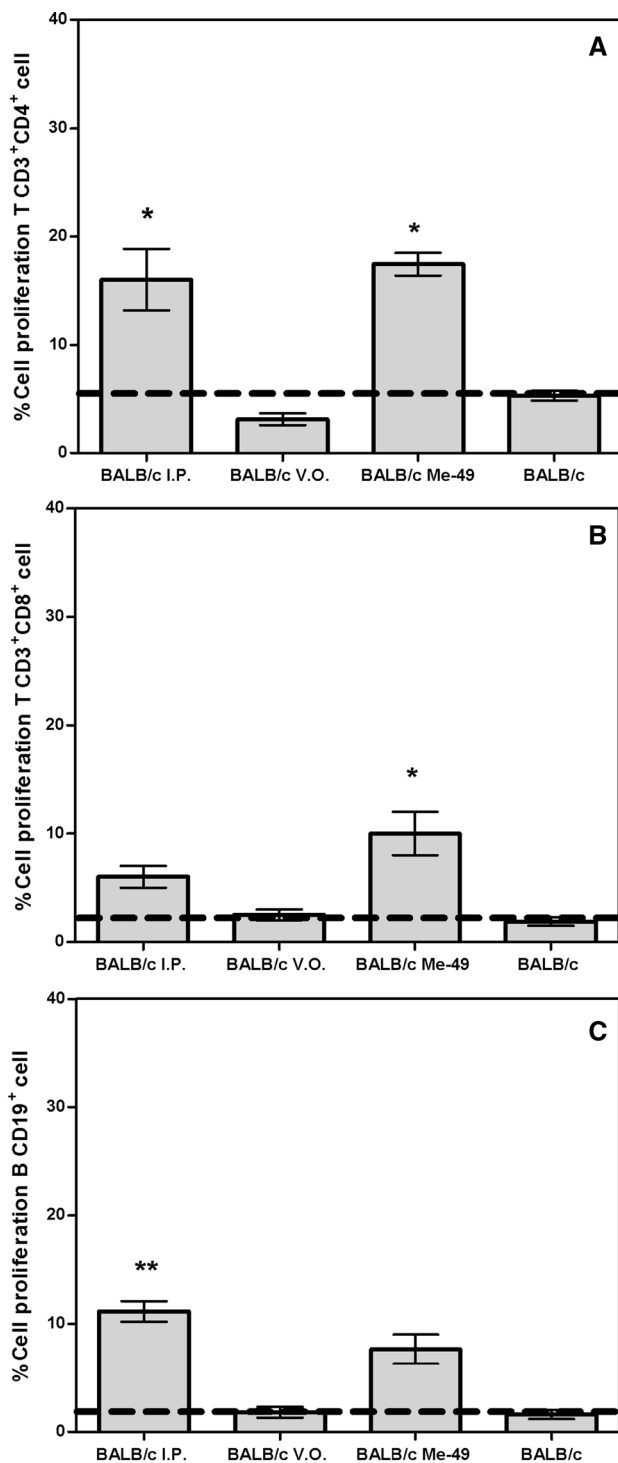 A
%Cell proliferation T CD3⁺CD4⁺ cell
40
30
20
10
0
*
*
BALB/c I.P. BALB/c V.O. BALB/c Me-49 BALB/c
B
%Cell proliferation T CD3⁺CD8⁺ cell
40
30
20
10
0
*
BALB/c I.P. BALB/c V.O. BALB/c Me-49 BALB/c
C
%Cell proliferation B CD19⁺ cell
40
30
20
10
0
**
BALB/c I.P. BALB/c V.O. BALB/c Me-49 BALB/c